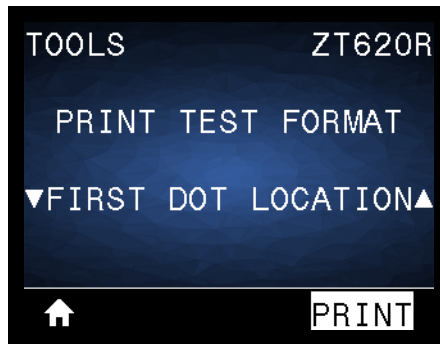 TOOLS ZT620R
PRINT TEST FORMAT
▼FIRST DOT LOCATION▲
PRINT